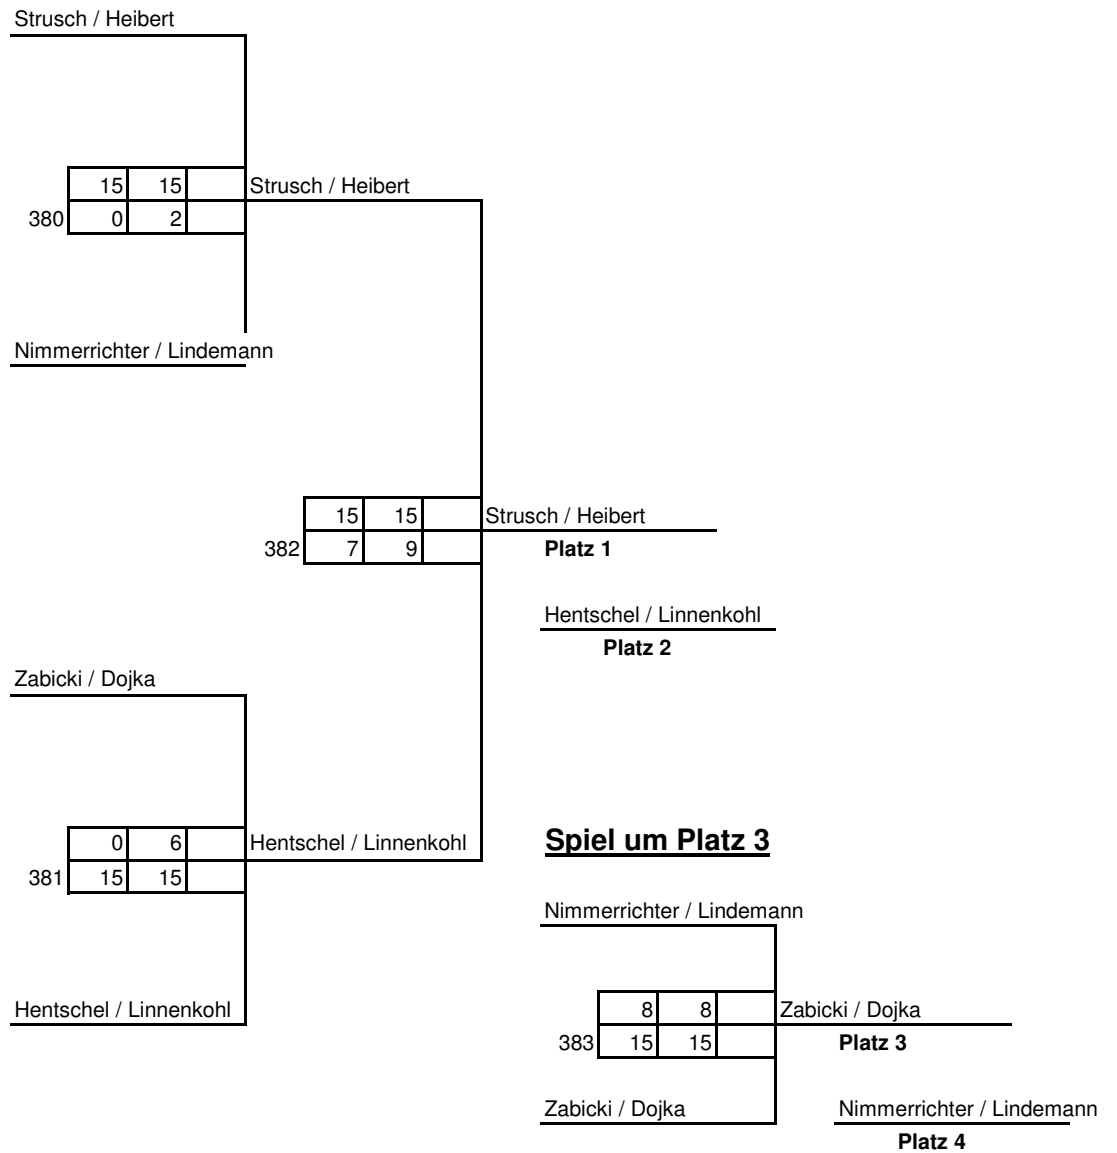 Strusch / Heibert
15 15 Strusch / Heibert
380 0 2
Nimmerrichter / Lindemann
15 15 Strusch / Heibert
382 7 9 Platz 1
Hentschel / Linnenkohl
Platz 2
Zabicki / Dojka
0 6 Hentschel / Linnenkohl
381 15 15
Hentschel / Linnenkohl
Spiel um Platz 3
Nimmerrichter / Lindemann
8 8 Zabicki / Dojka
383 15 15 Platz 3
Zabicki / Dojka
Nimmerrichter / Lindemann
Platz 4